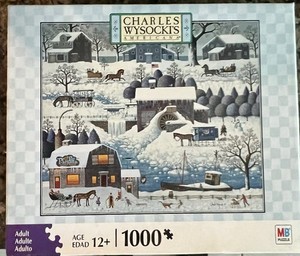 CHARLES
WYSOCKI'S
AMERICANA
Adult
Adulte
Adulto
AGE
EDAD 12+
1000
MB
PUZZLE